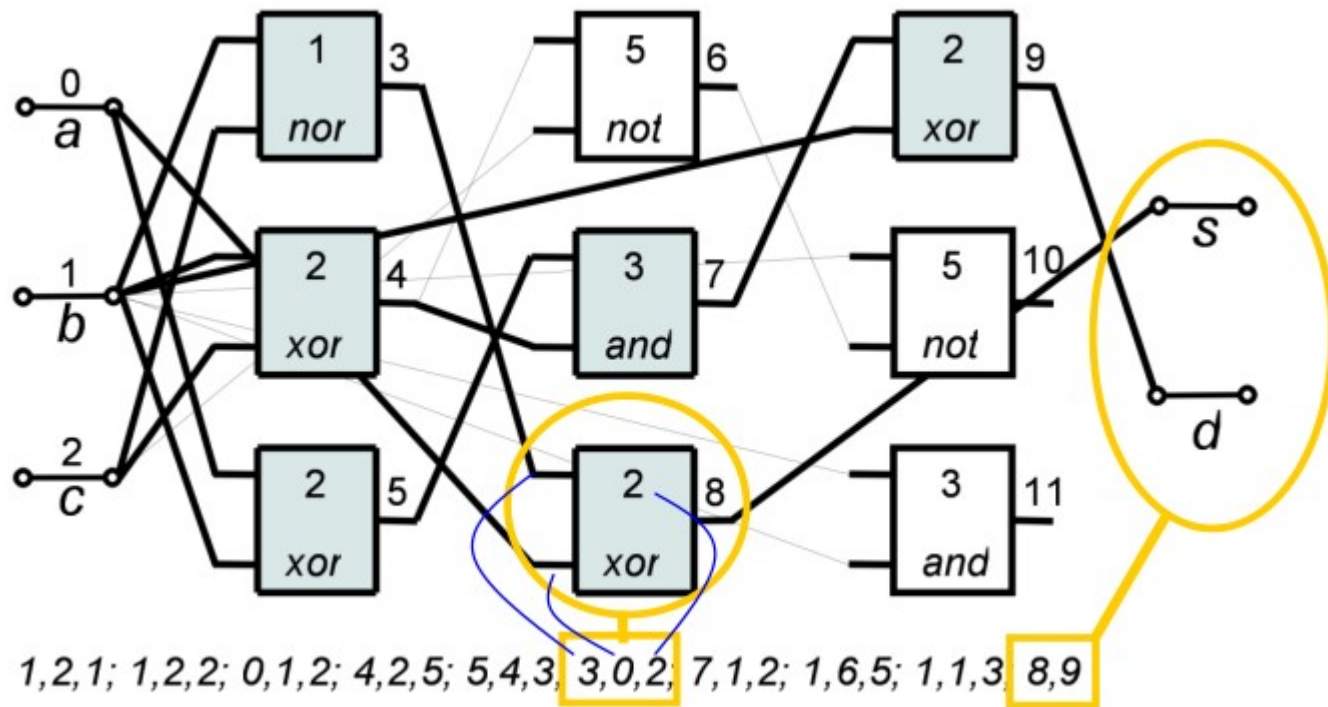 1 3 5 6 2 9
0
a nor not xor
s
1 2 4 3 7 5 10
b xor and not
d
2 2 5 2 8 3 11
c xor xor and
1,2,1; 1,2,2; 0,1,2; 4,2,5; 5,4,3; 3,0,2; 7,1,2; 1,6,5; 1,1,3; 8,9